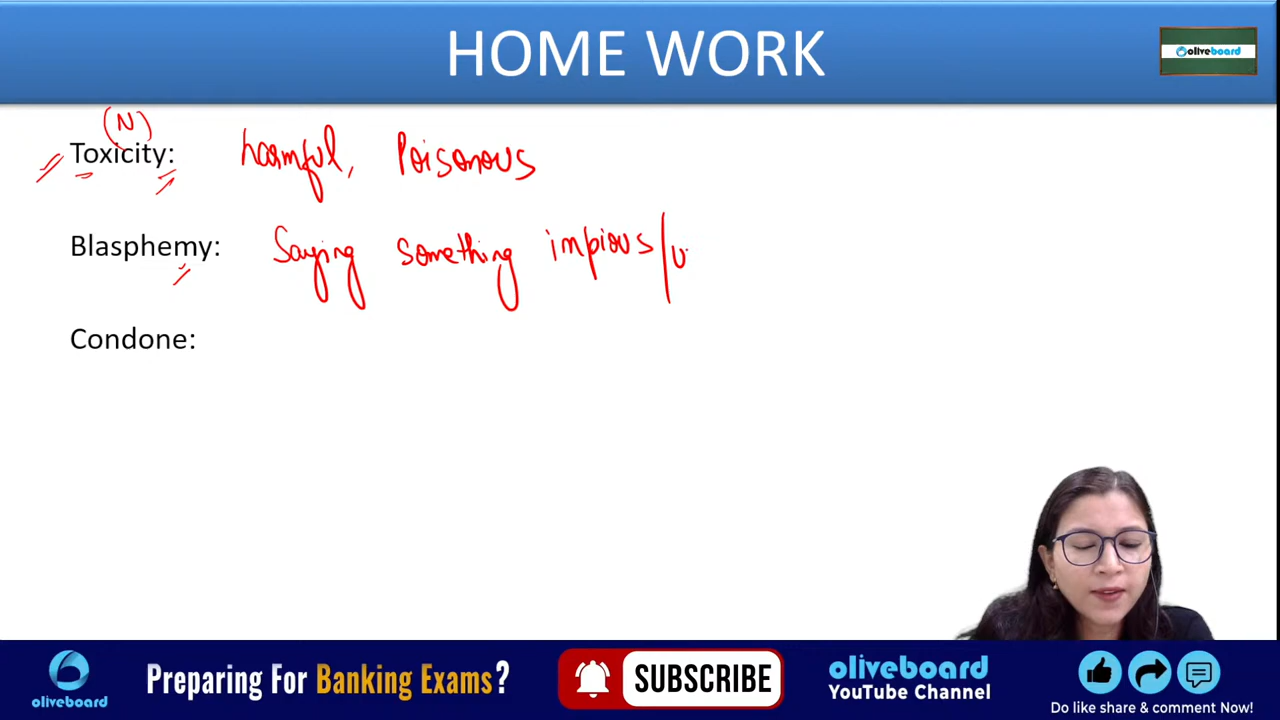 HOME WORK
oliveboard
(N)
Toxicity: harmful, Poisonous
Blasphemy: Saying something impious/
Condone:
oliveboard
Preparing For Banking Exams?
SUBSCRIBE
oliveboard
YouTube Channel
Do like share & comment Now!